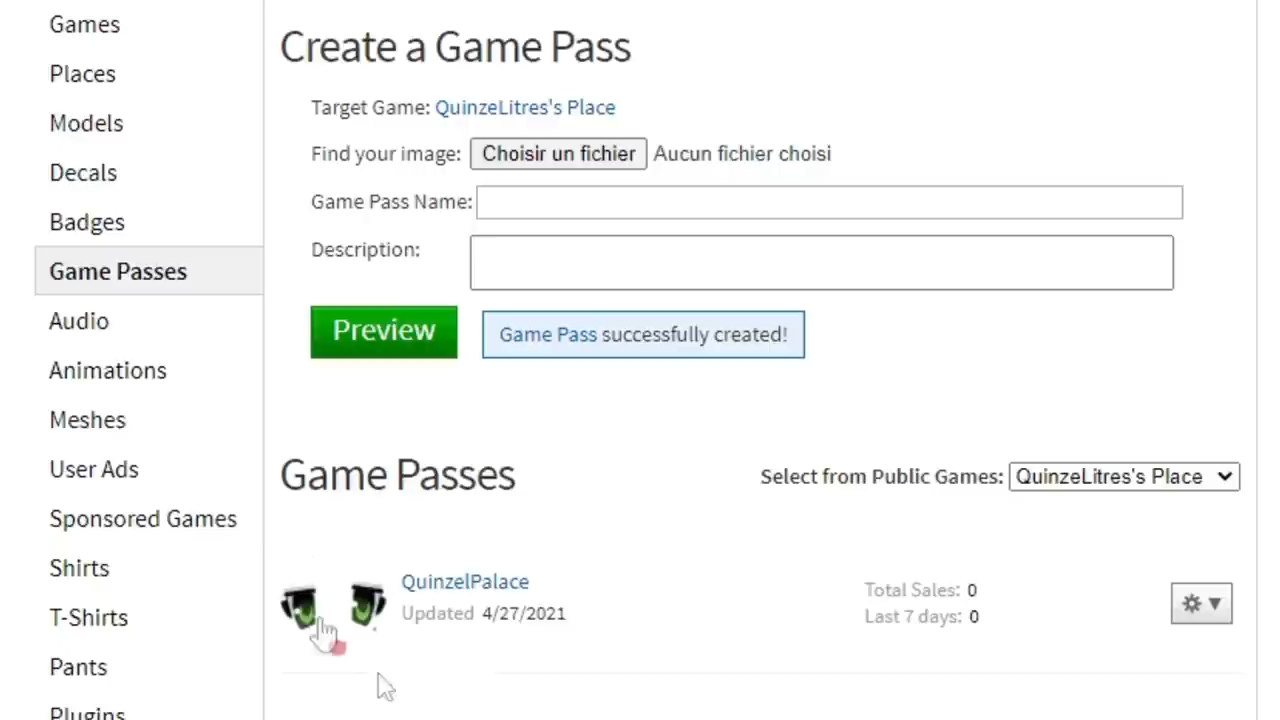 Games
Places
Models
Decals
Badges
Game Passes
Audio
Animations
Meshes
User Ads
Sponsored Games
Shirts
T-Shirts
Pants
Plugins
Create a Game Pass
Target Game: QuinzeLitres's Place
Find your image: Choisir un fichier Aucun fichier choisi
Game Pass Name:
Description:
Preview
Game Pass successfully created!
Game Passes
Select from Public Games: QuinzeLitres's Place
QuinzelPalace
Updated 4/27/2021
Total Sales: 0
Last 7 days: 0